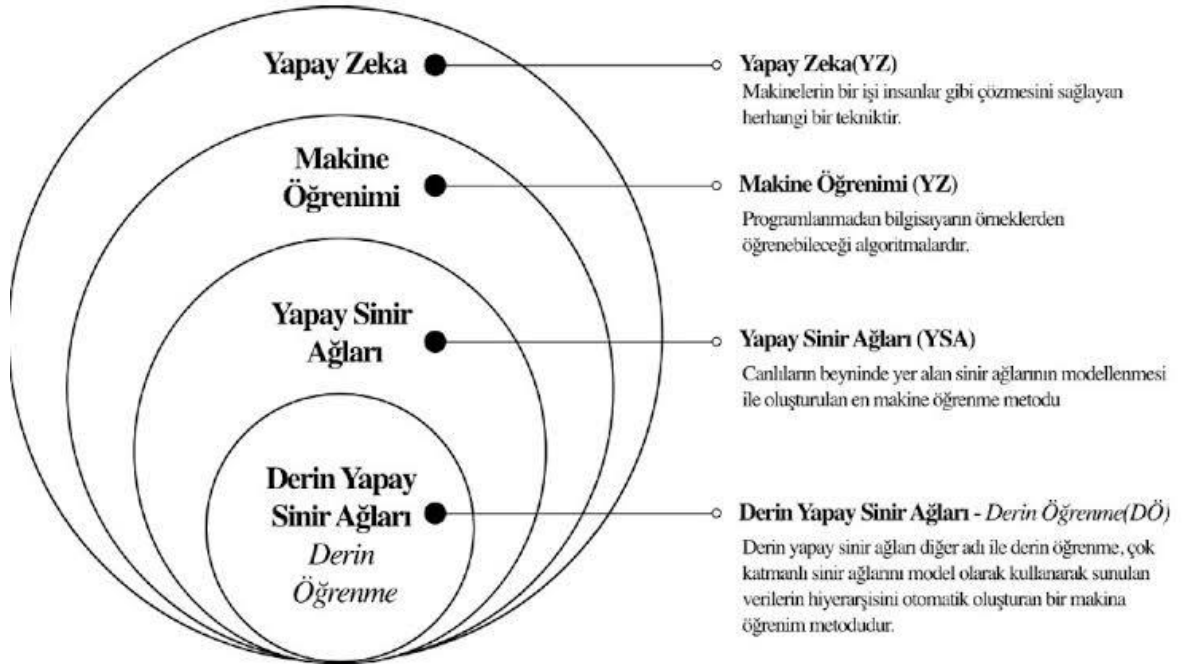 Yapay Zeka
Makine
Öğrenimi
Yapay Sinir
Ağları
Derin Yapay
Sinir Ağları
Derin
Öğrenme
Yapay Zeka(YZ)
Makinelerin bir işi insanlar gibi çözmesini sağlayan
herhangi bir tekniktir.
Makine Öğrenimi (YZ)
Programlanmadan bilgisayarın örneklerden
öğrenebileceği algoritmalardır.
Yapay Sinir Ağları (YSA)
Canlıların beyninde yer alan sinir ağlarının modellenmesi
ile oluşturulan en makine öğrenme metodu
Derin Yapay Sinir Ağları - Derin Öğrenme(DÖ)
Derin yapay sinir ağları diğer adı ile derin öğrenme, çok
katmanlı sinir ağlarını model olarak kullanarak sunulan
verilerin hiyerarşisini otomatik oluşturan bir makina
öğrenim metodudur.